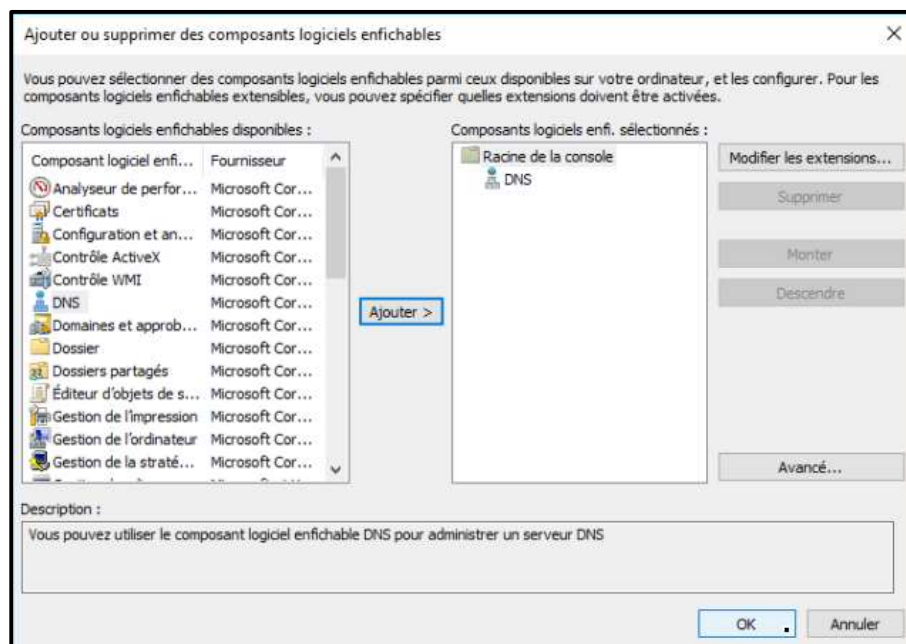 Ajouter ou supprimer des composants logiciels enfichables
Vous pouvez sélectionner des composants logiciels enfichables parmi ceux disponibles sur votre ordinateur, et les configurer. Pour les
composants logiciels enfichables extensibles, vous pouvez spécifier quelles extensions doivent être activées.
Composants logiciels enfichables disponibles :
Composant logiciel enfi... Fournisseur
Analyseur de perfor... Microsoft Cor...
Certificats Microsoft Cor...
Configuration et an... Microsoft Cor...
Contrôle ActiveX Microsoft Cor...
Contrôle WMI Microsoft Cor...
DNS Microsoft Cor...
Domaines et approb... Microsoft Cor...
Dossier Microsoft Cor...
Dossiers partagés Microsoft Cor...
Éditeur d'objets de s... Microsoft Cor...
Gestion de l'impression Microsoft Cor...
Gestion de l'ordinateur Microsoft Cor...
Gestion de la straté... Microsoft Cor...
Ajouter >
Composants logiciels enfi. sélectionnés :
Racine de la console
DNS
Modifier les extensions...
Supprimer
Monter
Descendre
Avancé...
Description :
Vous pouvez utiliser le composant logiciel enfichable DNS pour administrer un serveur DNS
OK
Annuler